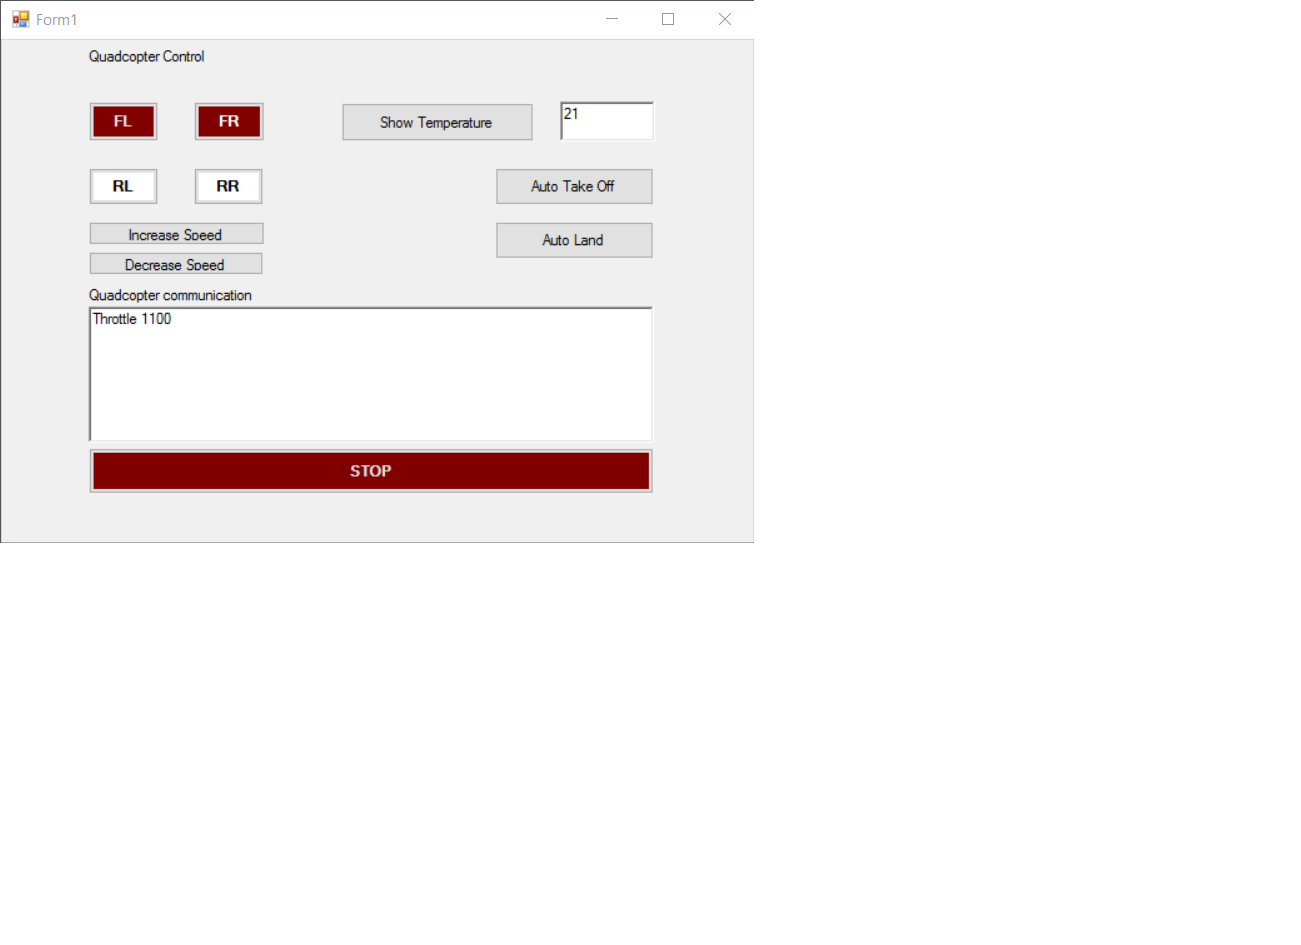 Form1
Quadcopter Control
FL FR Show Temperature 21
RL RR Auto Take Off
Increase Speed Auto Land
Decrease Speed
Quadcopter communication
Throttle 1100
STOP